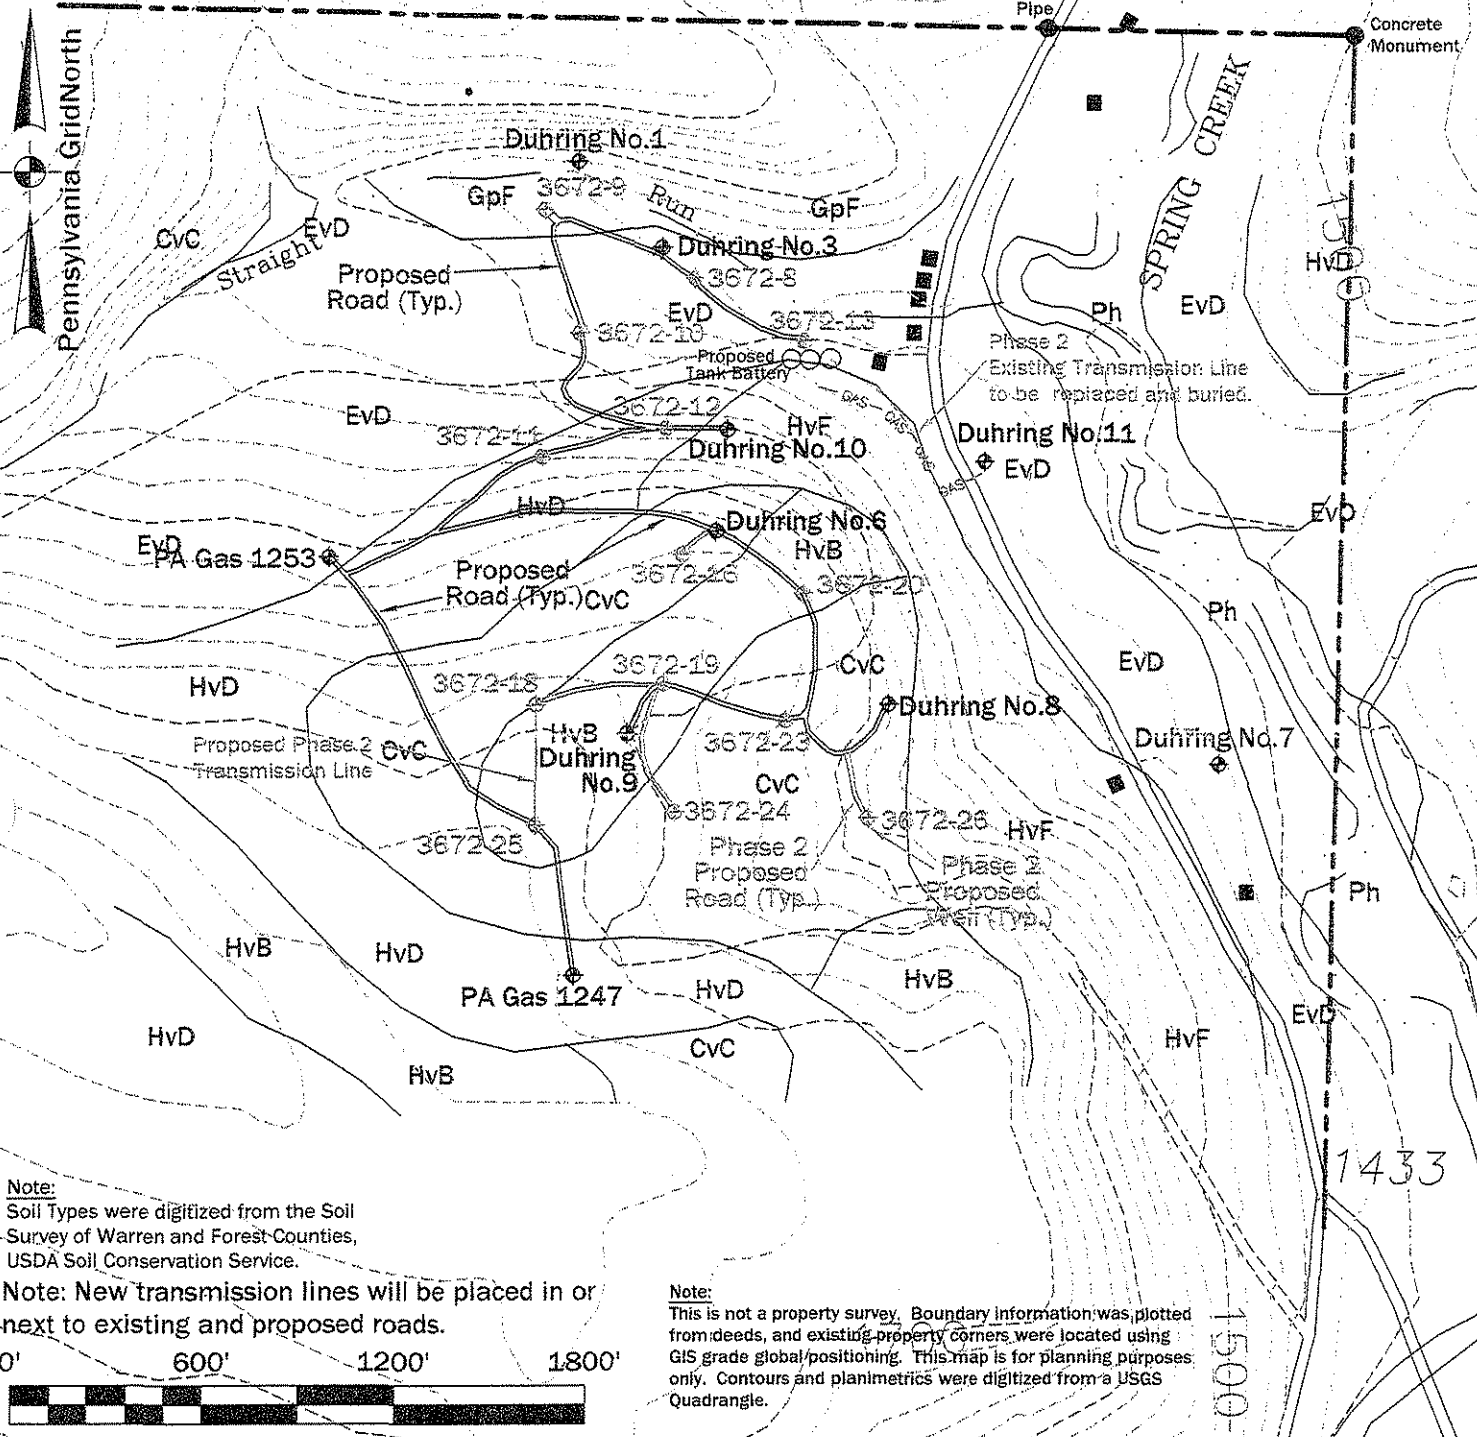 Pipe
Concrete
Monument
Pennsylvania GridNorth
SPRING CREEK
Duhring No.1
3672-9
GpF
Run
GpF
CvC
EvD
Straight
Duhring No.3
Proposed
Road (Typ.)
3672-8
HvD
1500
EvD
Ph
EvD
3672-13
3672-10
Proposed
Tank Battery
Phase 2
Existing Transmission Line
to be replaced and buried.
GAS
GAS
GAS
GAS
EvD
3672-12
HvF
3672-11
Duhring No.10
Duhring No.11
EvD
HvD
Duhring No.6
EvD
EvD
PA Gas 1253
HvB
Proposed
Road (Typ.)
CvC
3672-16
3672-20
Ph
3672-19
CvC
EvD
HvD
3672-18
Duhring No.8
HvB
Duhring
No.9
3672-23
Duhring No.7
Proposed Phase 2
Transmission Line
CvC
CvC
3672-24
3672-26
HvF
3672-25
Phase 2
Proposed
Road (Typ.)
Phase 2
Proposed
Well (Typ.)
Ph
HvB
HvD
PA Gas 1247
HvD
HvB
EvD
HvD
CvC
HvF
HvB
1433
Note:
Soil Types were digitized from the Soil
Survey of Warren and Forest Counties,
USDA Soil Conservation Service.
Note: New transmission lines will be placed in or
next to existing and proposed roads.
0' 600' 1200' 1800'
Note:
This is not a property survey. Boundary information was plotted
from deeds, and existing property corners were located using
GIS grade global positioning. This map is for planning purposes
only. Contours and planimetrics were digitized from a USGS
Quadrangle.
1500